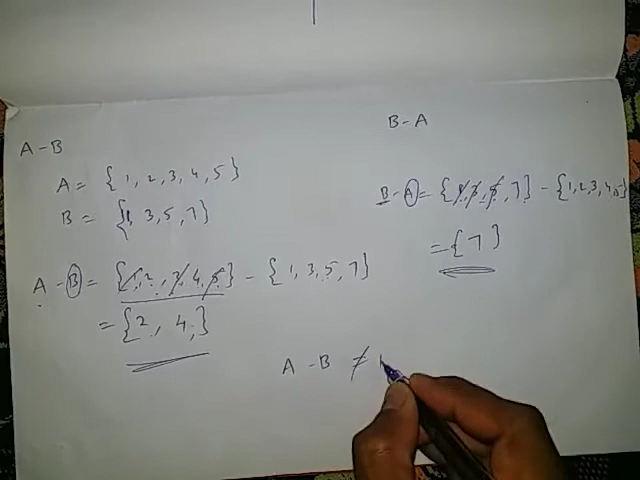 A - B
A = {1, 2, 3, 4, 5}
B = {1, 3, 5, 7}
A - B = {1, 2, 3, 4, 5} - {1, 3, 5, 7}
= {2, 4,}
B - A
B - A = {1, 3, 5, 7} - {1, 2, 3, 4, 5}
= {7}
A - B ≠